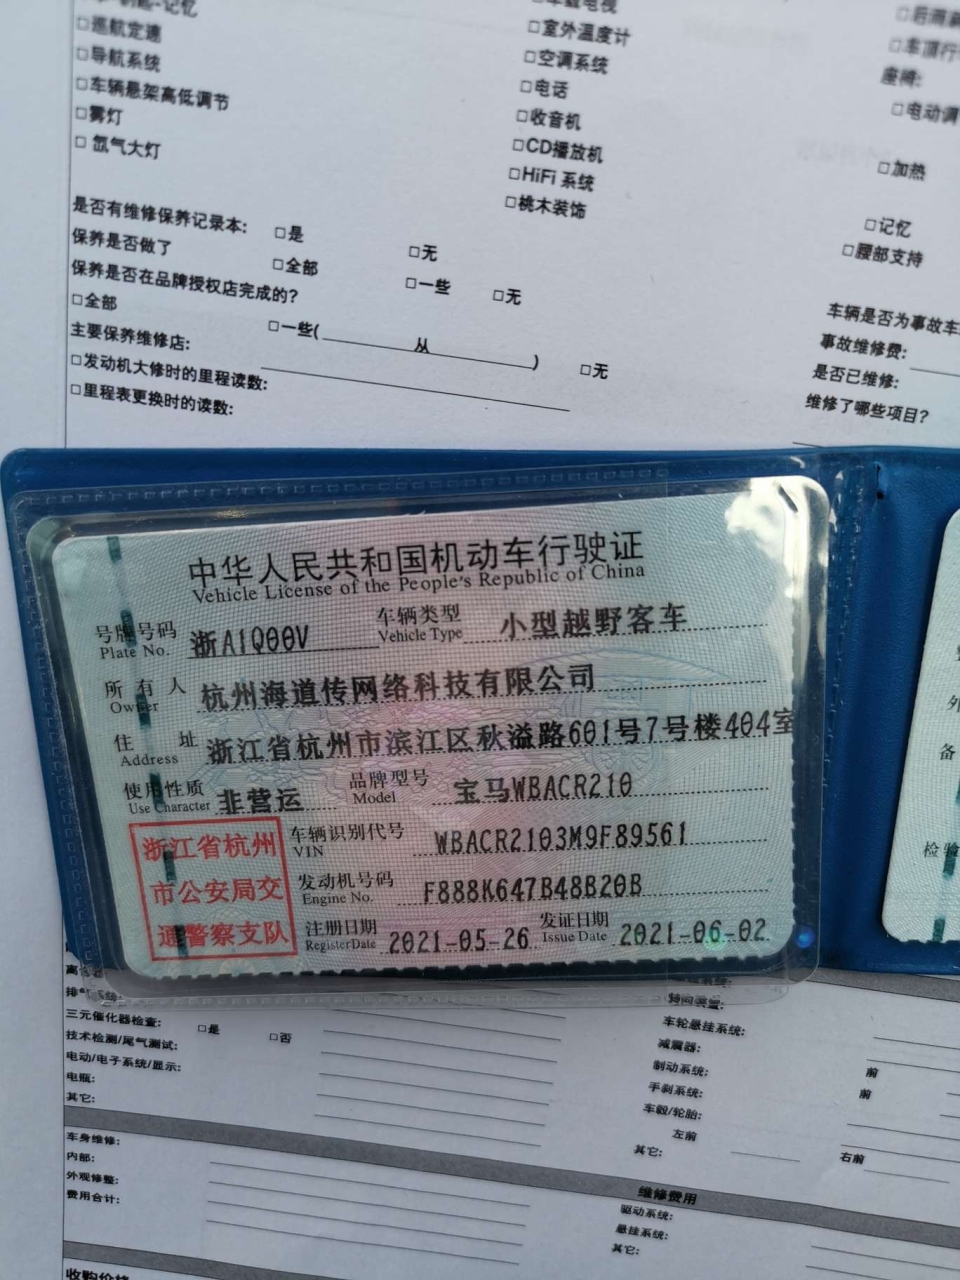 记忆
□巡航定速
□导航系统
□车辆悬架高低调节
□雾灯
□ 氙气大灯
□室外温度计
□空调系统
□电话
□收音机
□CD播放机
□HiFi 系统
□桃木装饰
□车顶行
座椅:
□电动调
□加热
□记忆
□腰部支持
是否有维修保养记录本: □是 □无
保养是否做了 □全部 □一些 □无
保养是否在品牌授权店完成的?
□全部 □一些( 从 ) □无
主要保养维修店:
□发动机大修时的里程读数:
□里程表更换时的读数:
车辆是否为事故车
事故维修费:
是否已维修:
维修了哪些项目?
中华人民共和国机动车行驶证
Vehicle License of the People's Republic of China
号牌号码 浙A1Q00V 车辆类型 小型越野客车
Plate No. Vehicle Type
所有人 杭州海道传网络科技有限公司
Owner
住址 浙江省杭州市滨江区秋溢路601号7号楼404室
Address
使用性质 非营运 品牌型号 宝马WBACR210
Use Character Model
浙江省杭州
市公安局交
通警察支队
车辆识别代号 WBACR2103M9F89561
VIN
发动机号码 F888K647B48B20B
Engine No.
注册日期 2021-05-26 发证日期 2021-06-02
Register Date Issue Date
外
备
检验
三元催化器检查: □是 □否
技术检测/尾气测试:
电动/电子系统/显示:
电瓶:
其它:
转向装置:
车轮悬挂系统:
减震器:
制动系统: 前
手刹系统: 前
车毂/轮胎:
左前
其它: 右前
车身维修:
内部:
外观修整:
费用合计:
维修费用
驱动系统:
悬挂系统:
其它:
收购价格